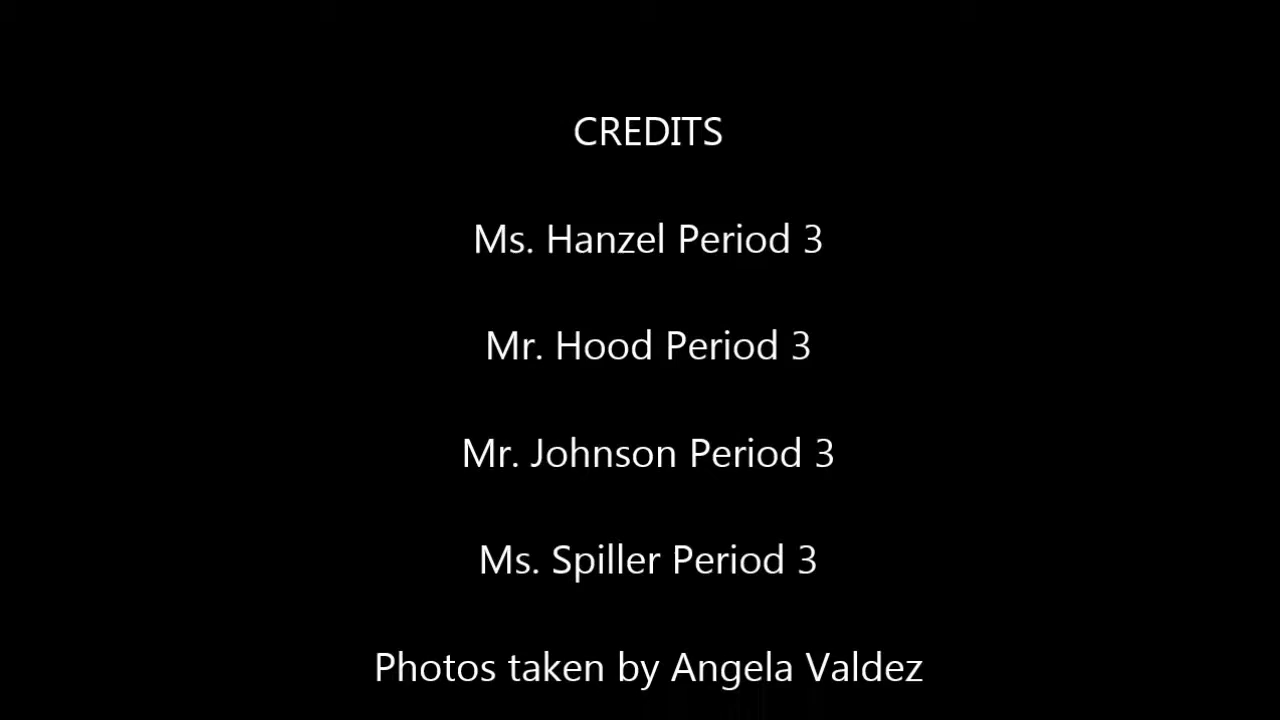 CREDITS
Ms. Hanzel Period 3
Mr. Hood Period 3
Mr. Johnson Period 3
Ms. Spiller Period 3
Photos taken by Angela Valdez